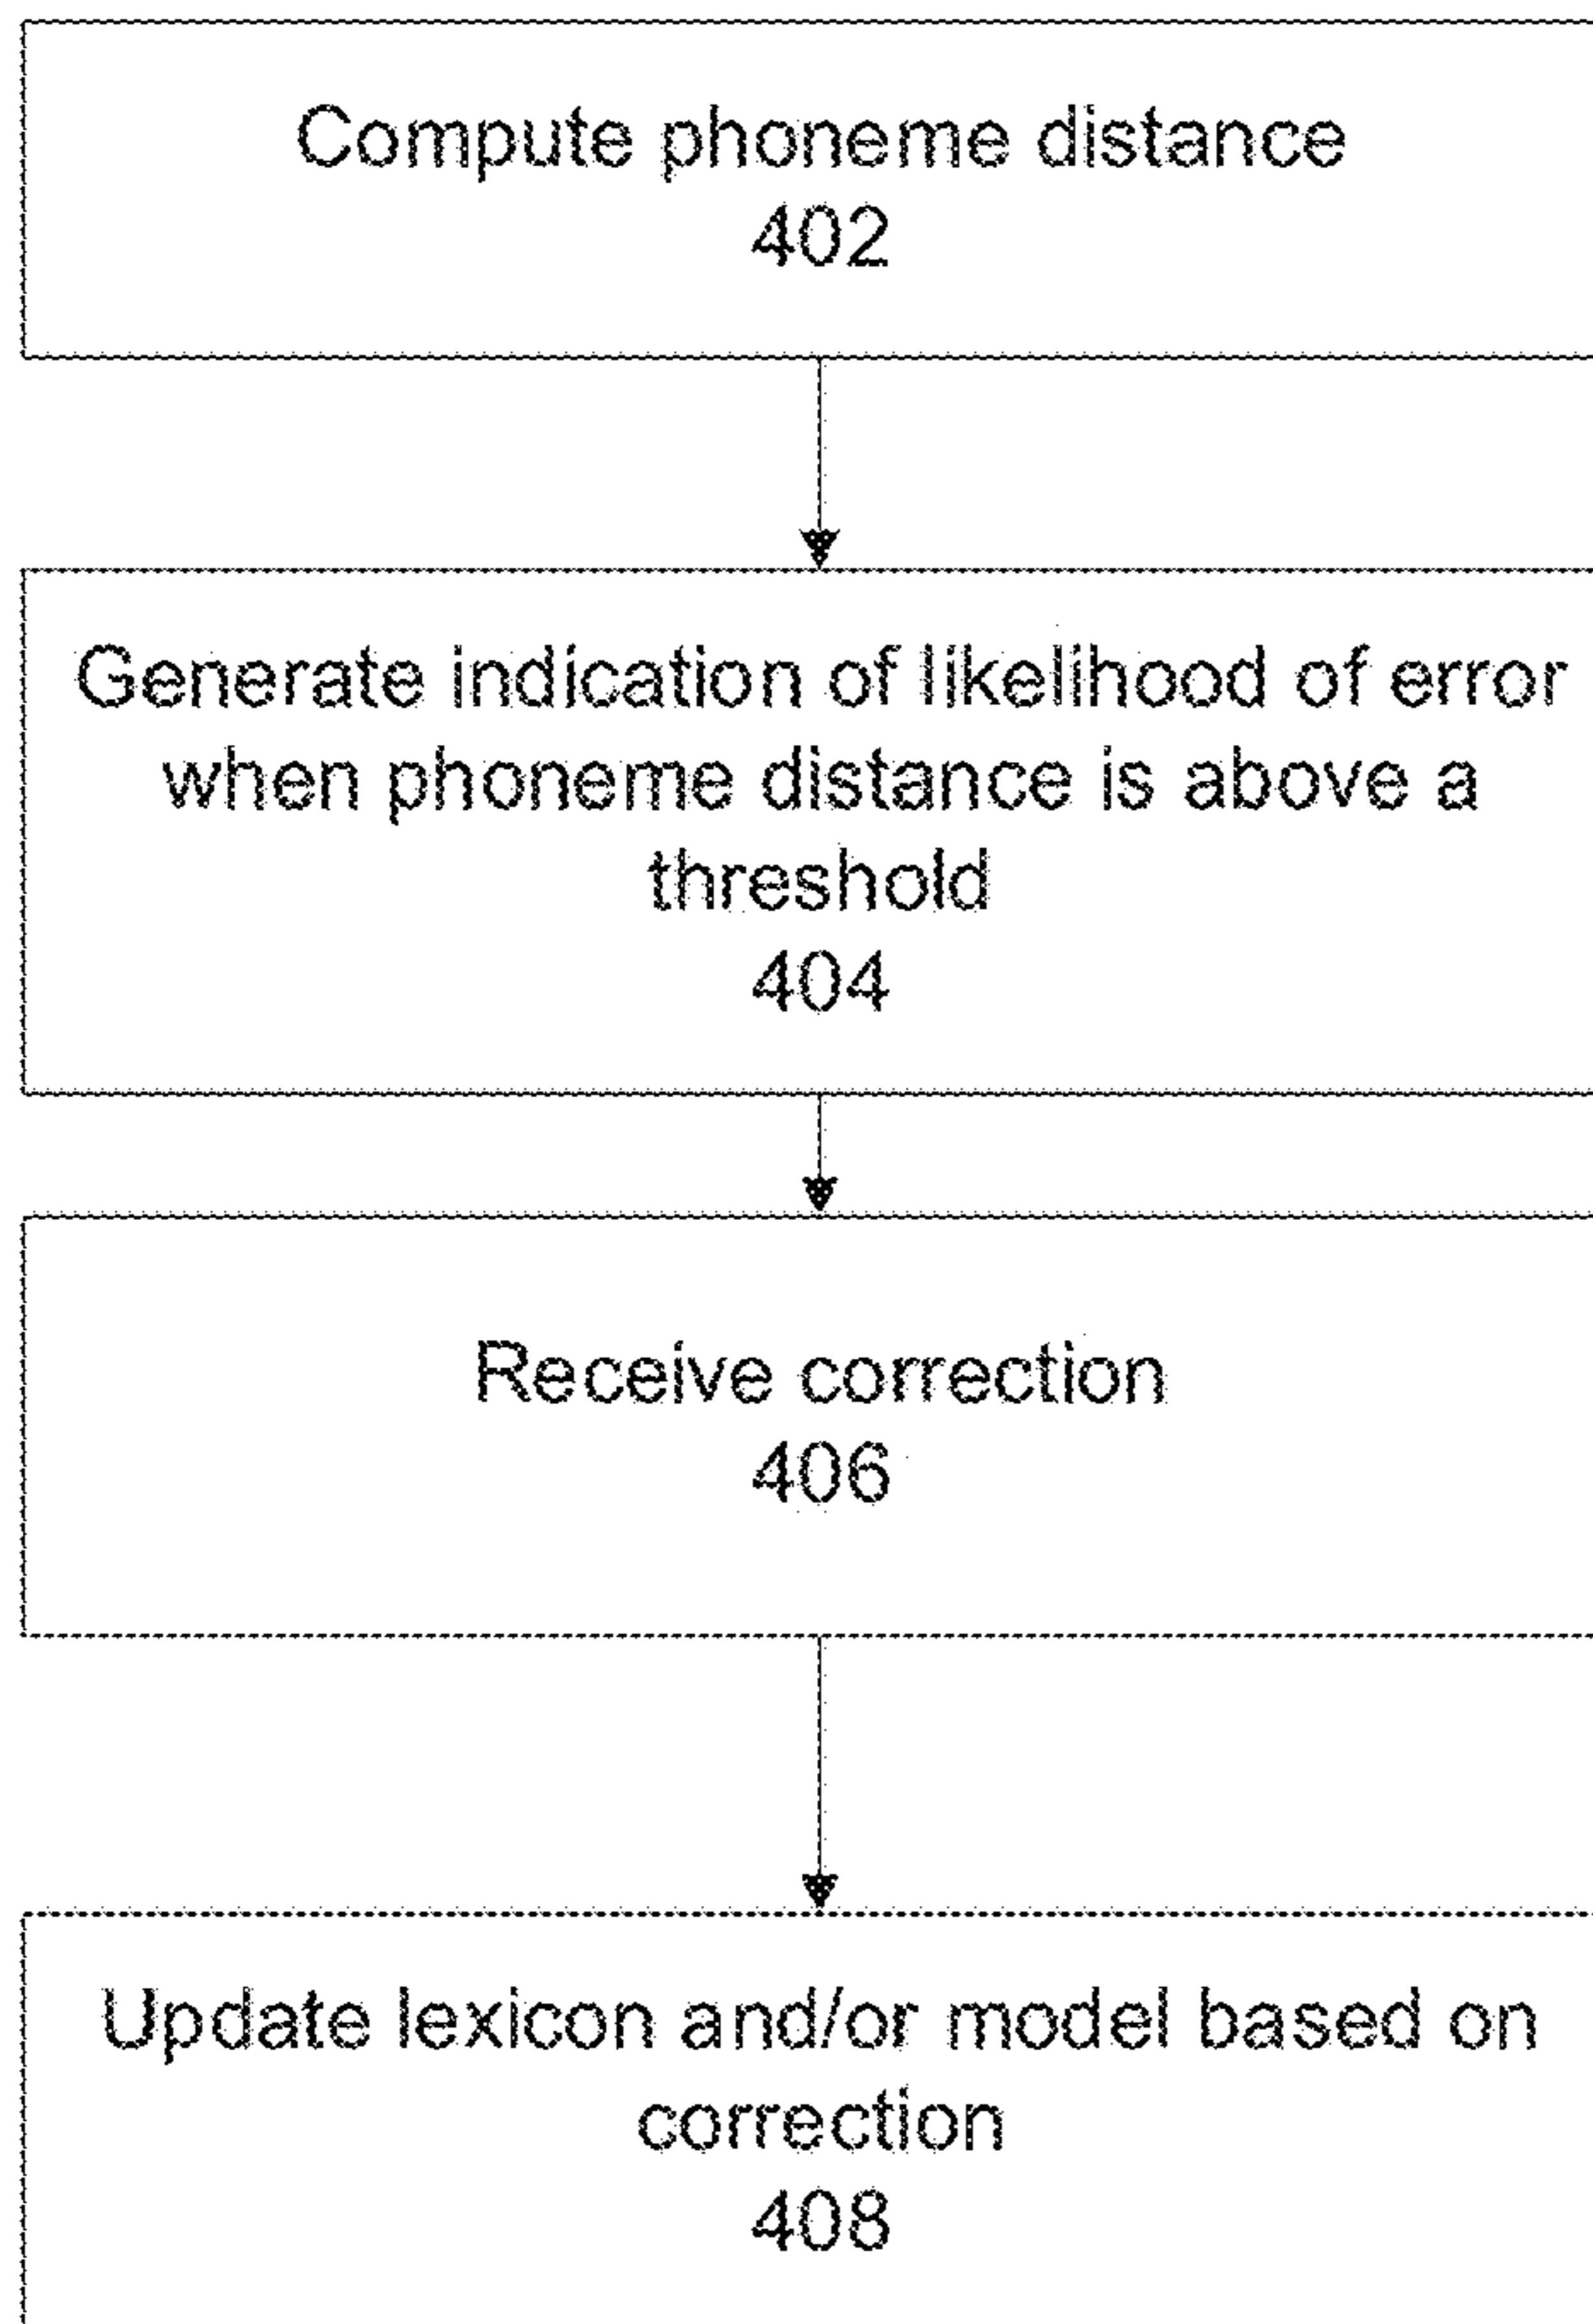 Compute phoneme distance
402
Generate indication of likelihood of error
when phoneme distance is above a
threshold
404
Receive correction
406
Update lexicon and/or model based on
correction
408